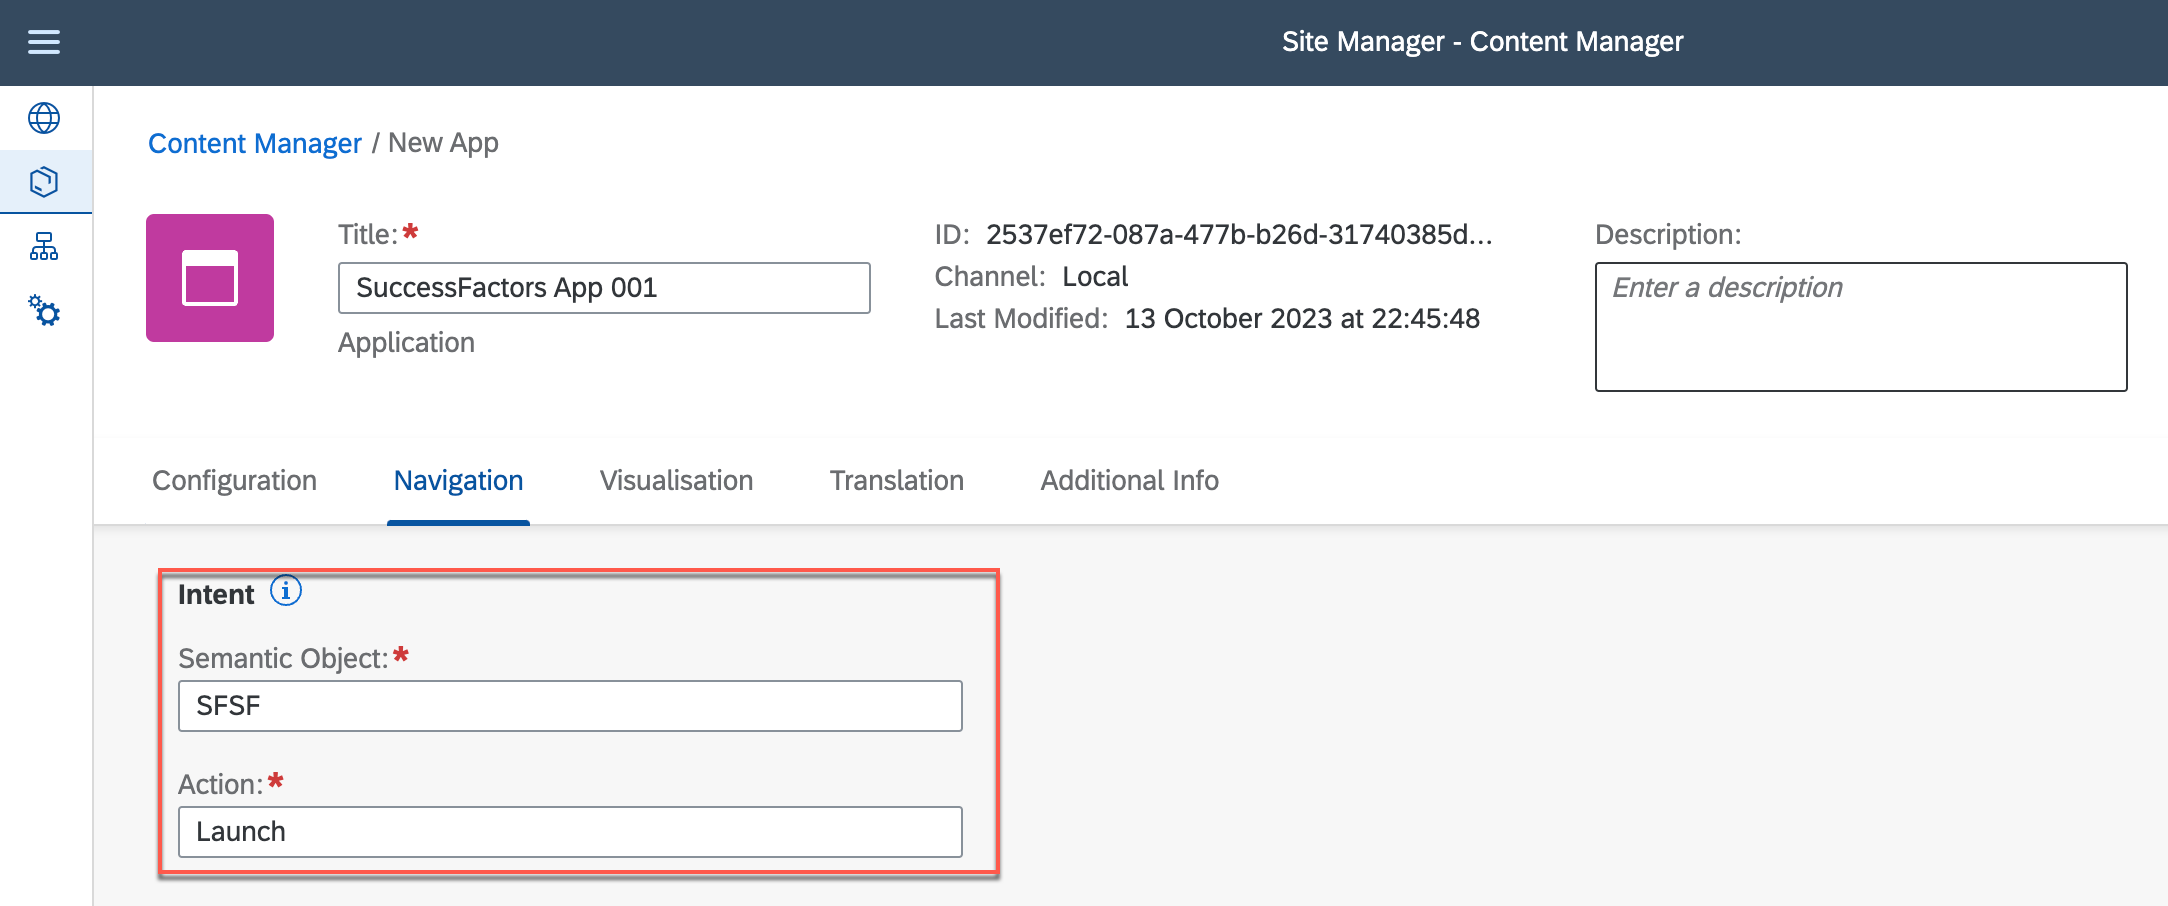 Site Manager - Content Manager
Content Manager / New App
Title:*
SuccessFactors App 001
Application
ID: 2537ef72-087a-477b-b26d-31740385d...
Channel: Local
Last Modified: 13 October 2023 at 22:45:48
Description:
Enter a description
Configuration Navigation Visualisation Translation Additional Info
Intent
Semantic Object:*
SFSF
Action:*
Launch